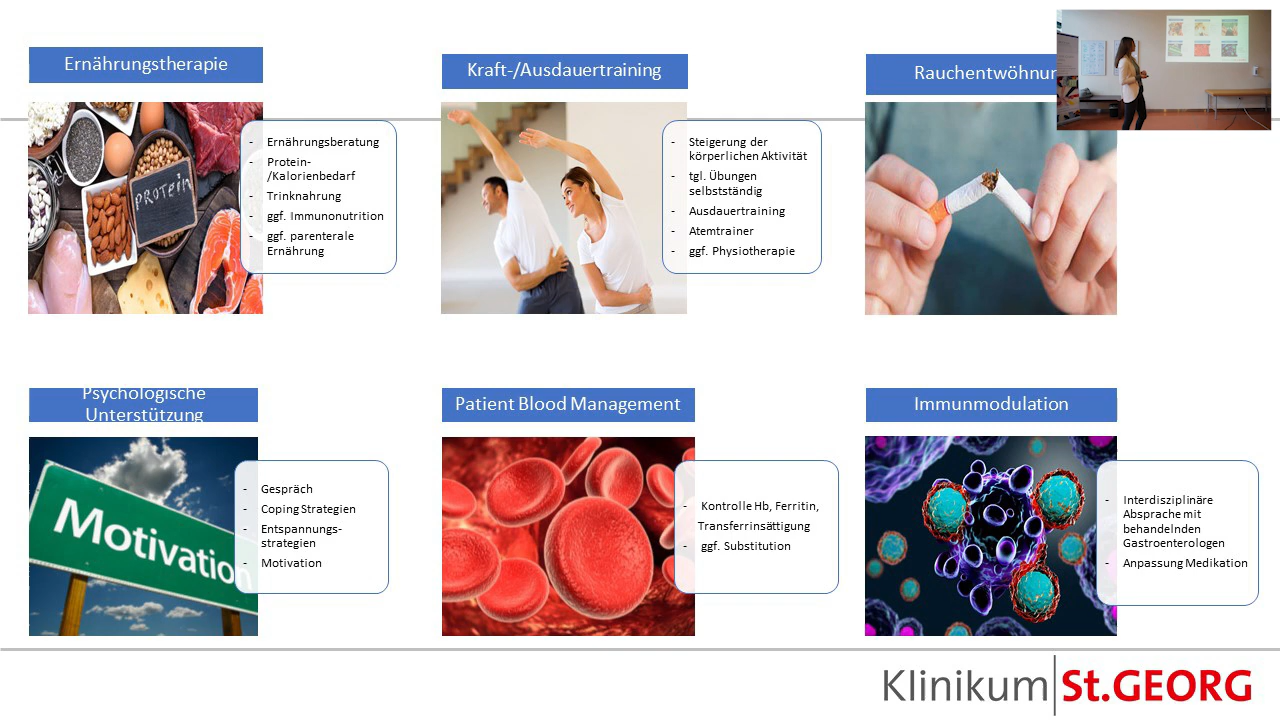 Ernährungstherapie
PROTEIN
- Ernährungsberatung
- Protein-
/Kalorienbedarf
- Trinknahrung
- ggf. Immunonutrition
- ggf. parenterale
Ernährung
Kraft-/Ausdauertraining
- Steigerung der
körperlichen Aktivität
- tgl. Übungen
selbstständig
- Ausdauertraining
- Atemtrainer
- ggf. Physiotherapie
Psychologische
Unterstützung
Motivation
- Gespräch
- Coping Strategien
- Entspannungs-
strategien
- Motivation
Patient Blood Management
- Kontrolle Hb, Ferritin,
Transferrinsättigung
- ggf. Substitution
Immunmodulation
- Interdisziplinäre
Absprache mit
behandelnden
Gastroenterologen
- Anpassung Medikation
Klinikum St.GEORG